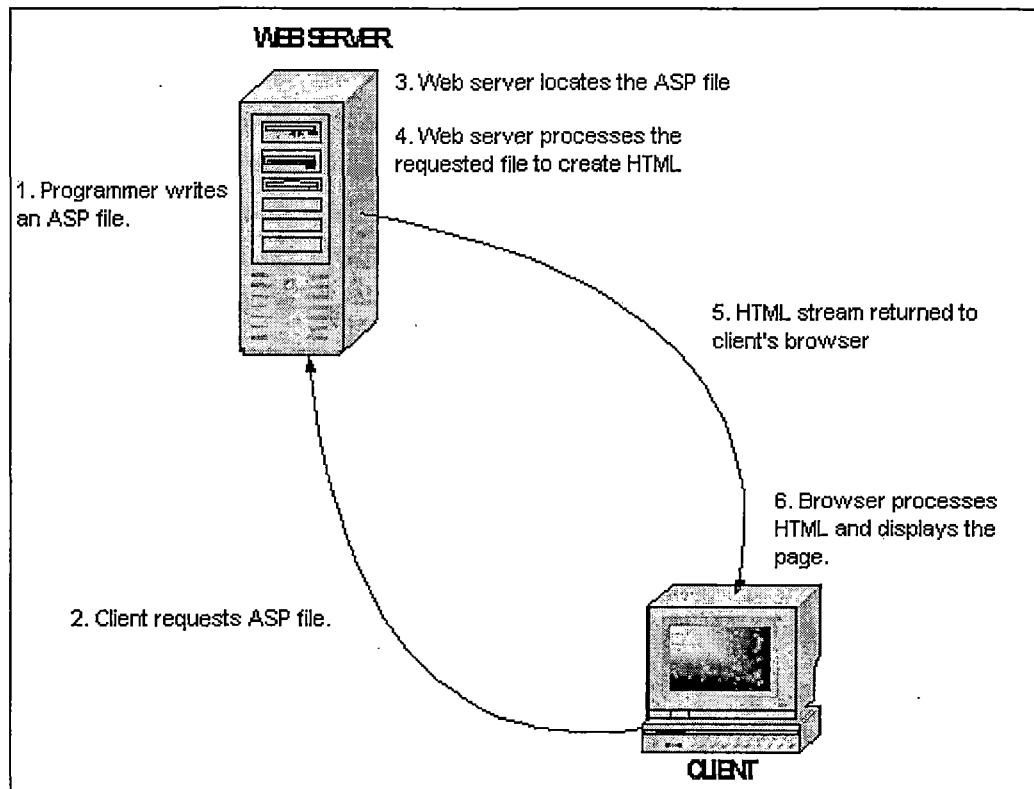 WEB SERVER
3. Web server locates the ASP file
4. Web server processes the
requested file to create HTML
1. Programmer writes
an ASP file.
5. HTML stream returned to
client's browser
6. Browser processes
HTML and displays the
page.
2. Client requests ASP file.
CLIENT